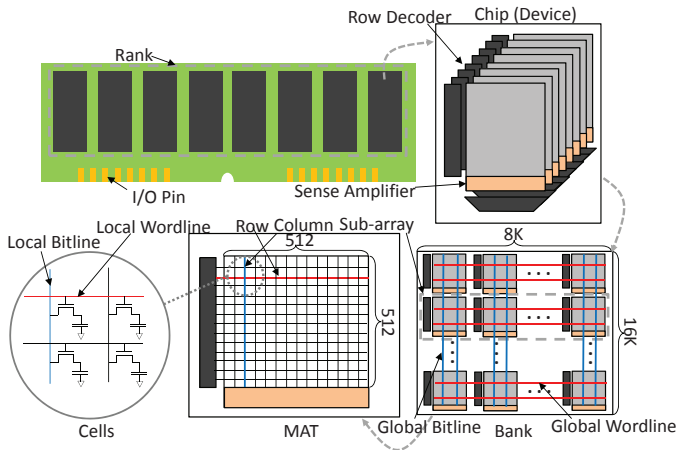 Row Decoder
Chip (Device)
Rank
I/O Pin
Sense Amplifier
Local Bitline
Local Wordline
Row Column
Sub-array
512
8K
512
16K
Cells
MAT
Global Bitline
Bank
Global Wordline